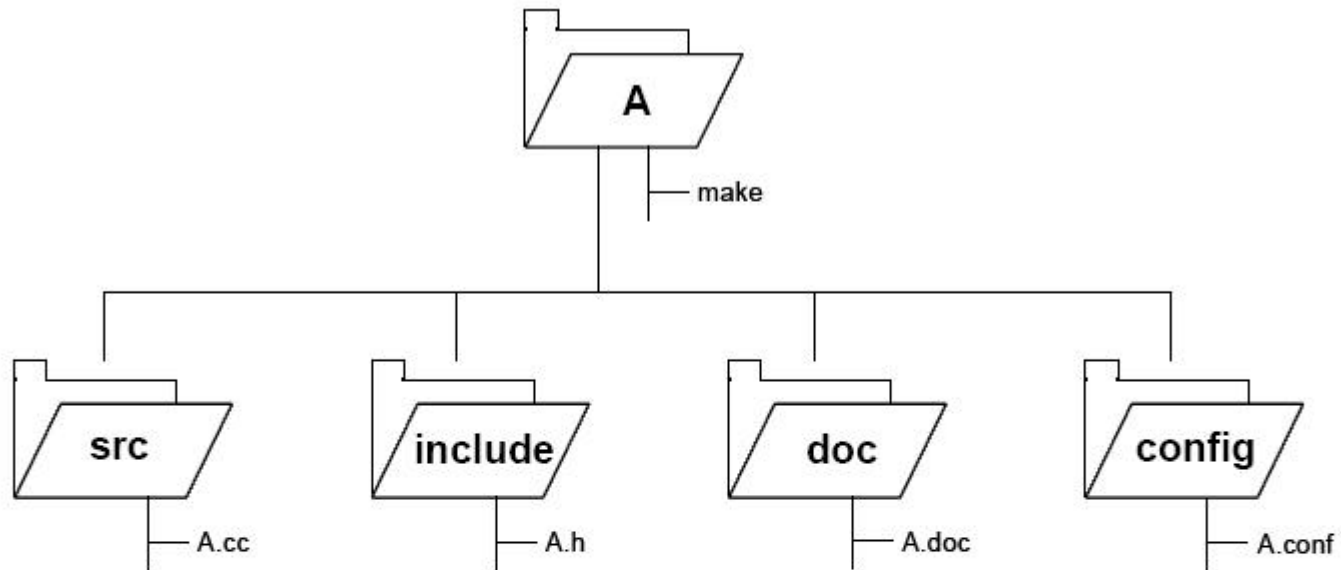 A
make
src
include
doc
config
A.cc
A.h
A.doc
A.conf